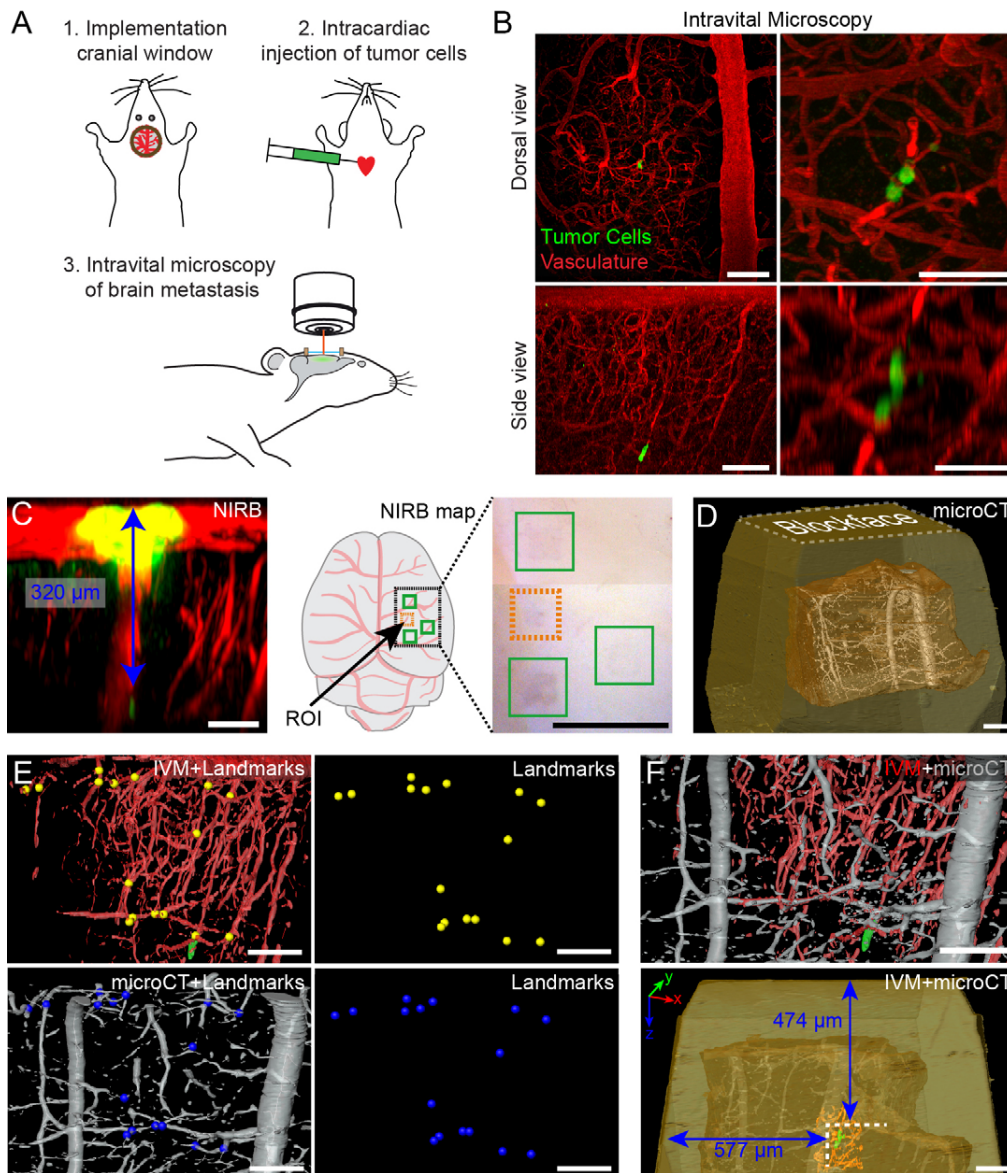 A
1. Implementation
cranial window
2. Intracardiac
injection of tumor cells
3. Intravital microscopy
of brain metastasis
B
Intravital Microscopy
Dorsal view
Tumor Cells
Vasculature
Side view
C
NIRB
320 µm
NIRB map
ROI
D
microCT
Blockface
E
IVM+Landmarks
Landmarks
microCT+Landmarks
Landmarks
F
IVM+microCT
IVM+microCT
y
x
z
474 µm
577 µm